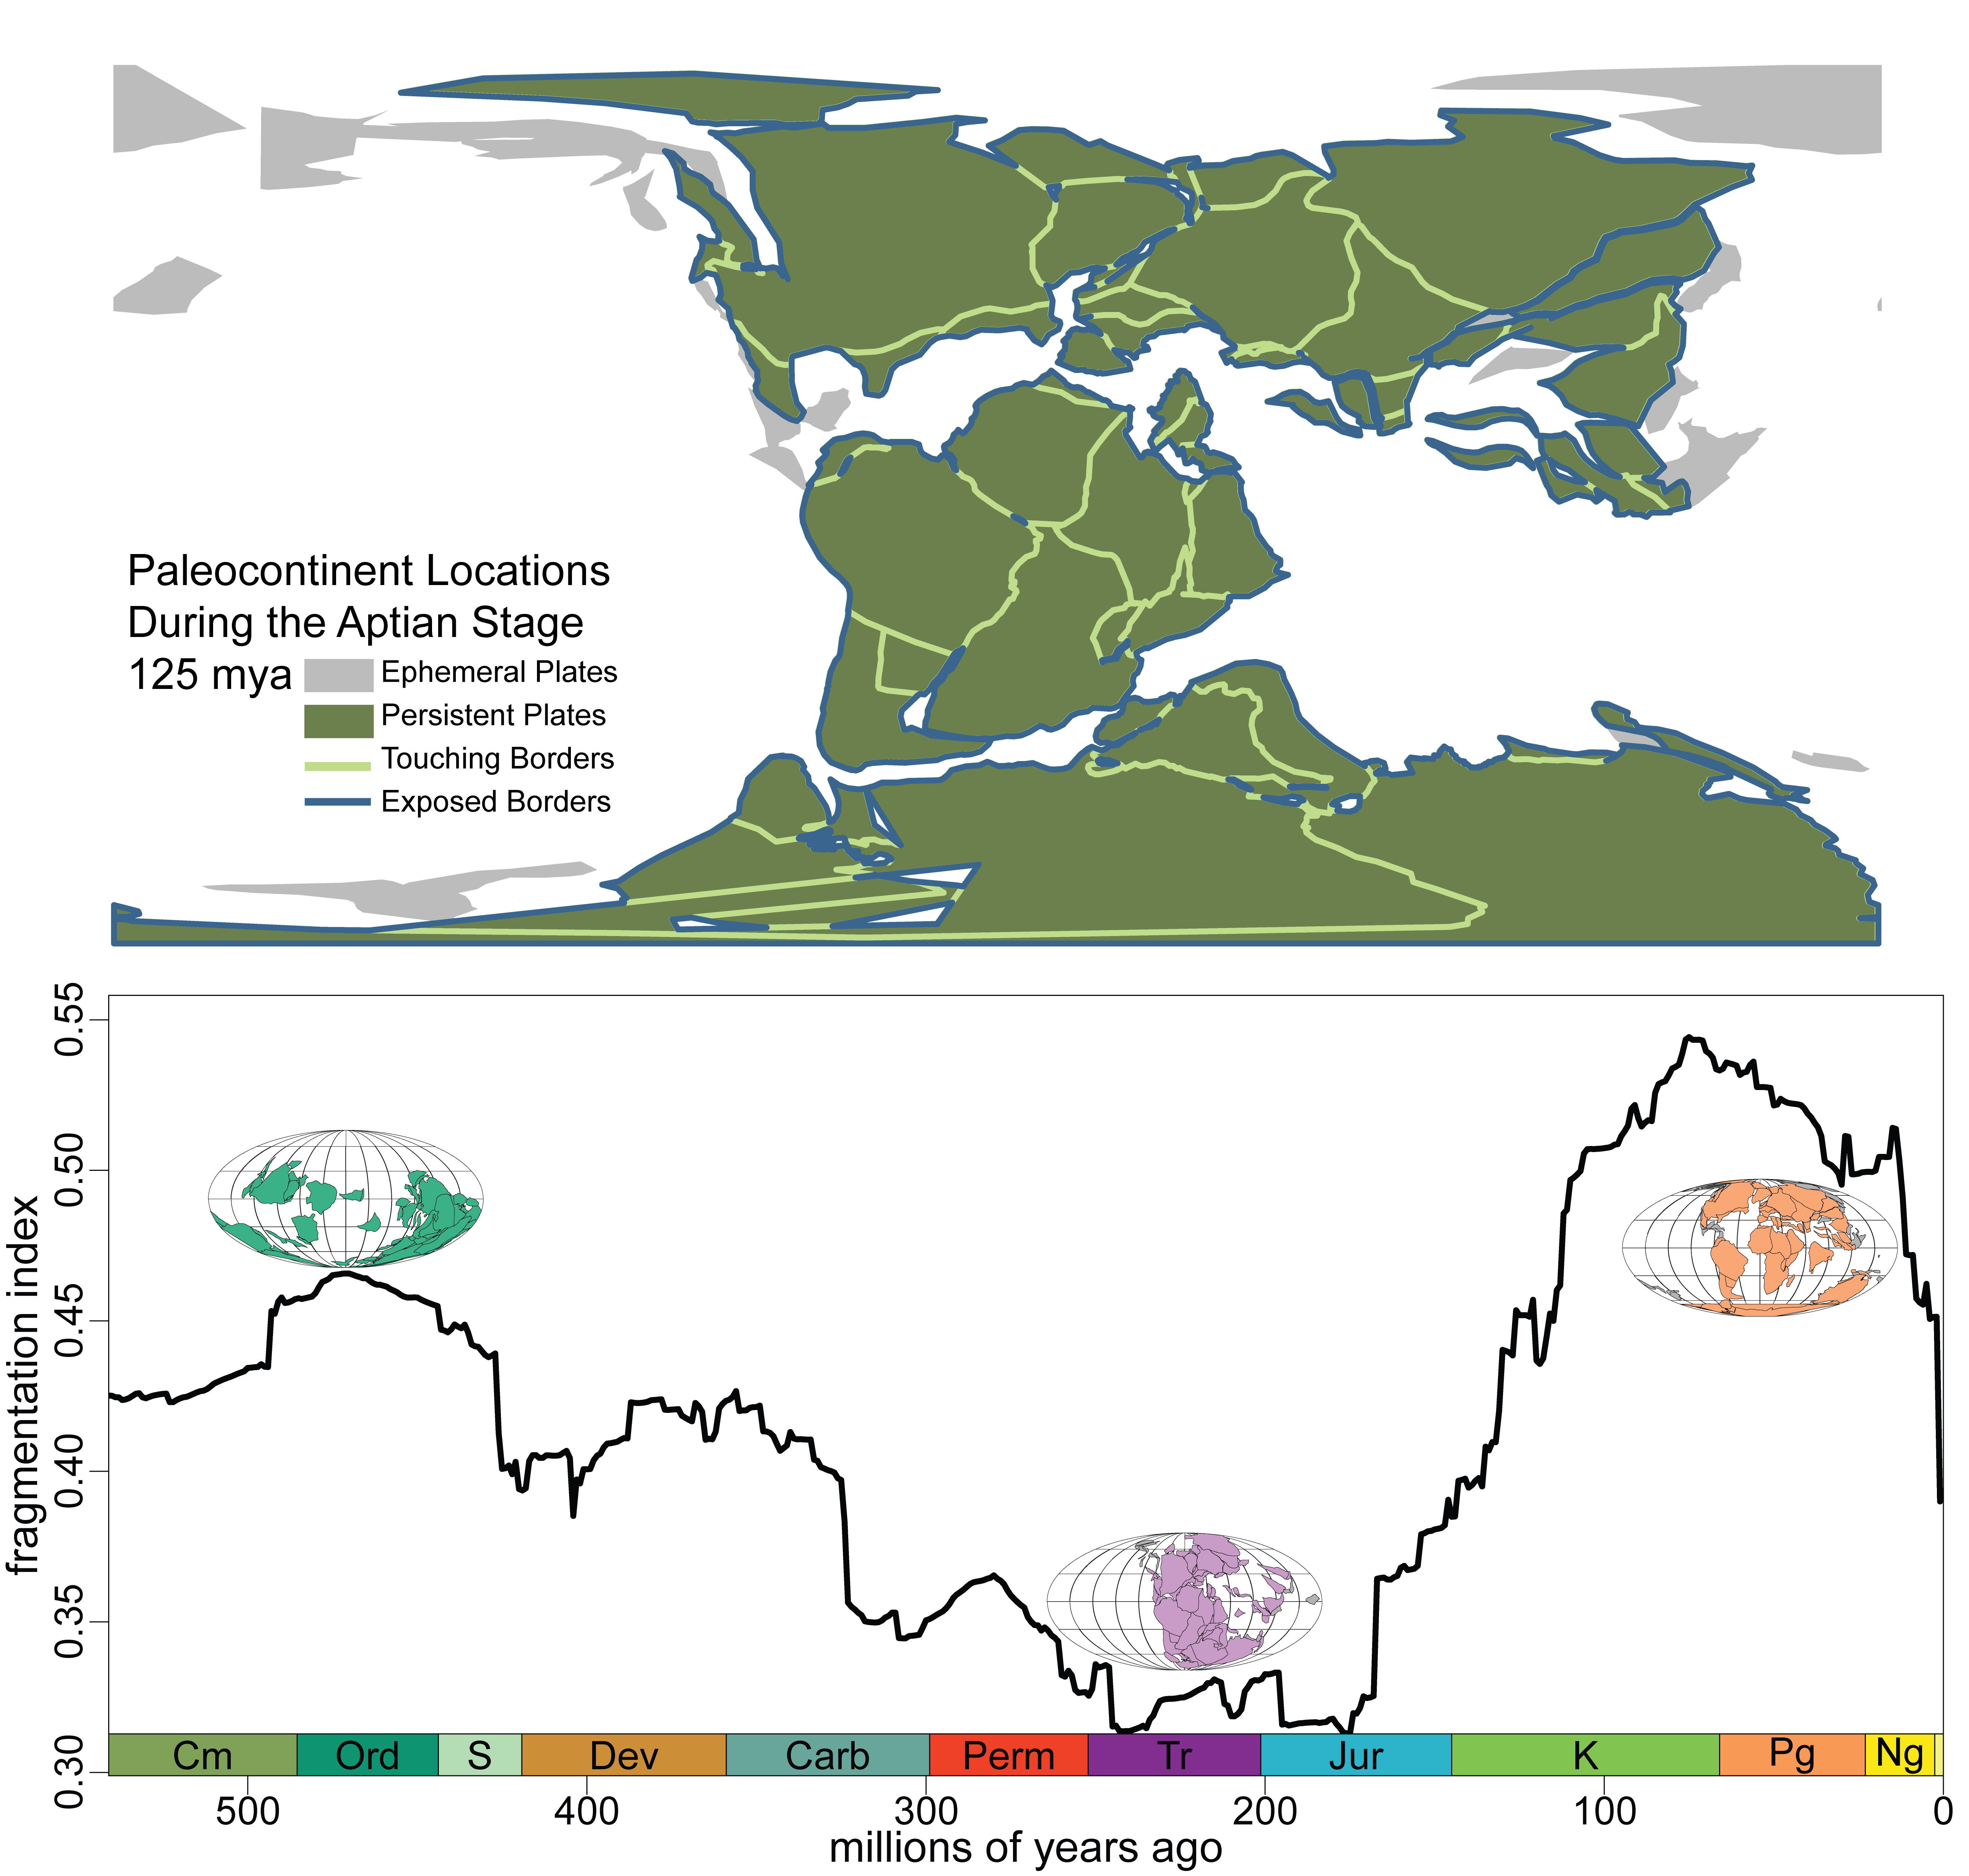 Paleocontinent Locations
During the Aptian Stage
125 mya
Ephemeral Plates
Persistent Plates
Touching Borders
Exposed Borders
fragmentation index
0.55
0.50
0.45
0.40
0.35
0.30
Cm Ord S Dev Carb Perm Tr Jur K Pg Ng
500 400 300 200 100 0
millions of years ago